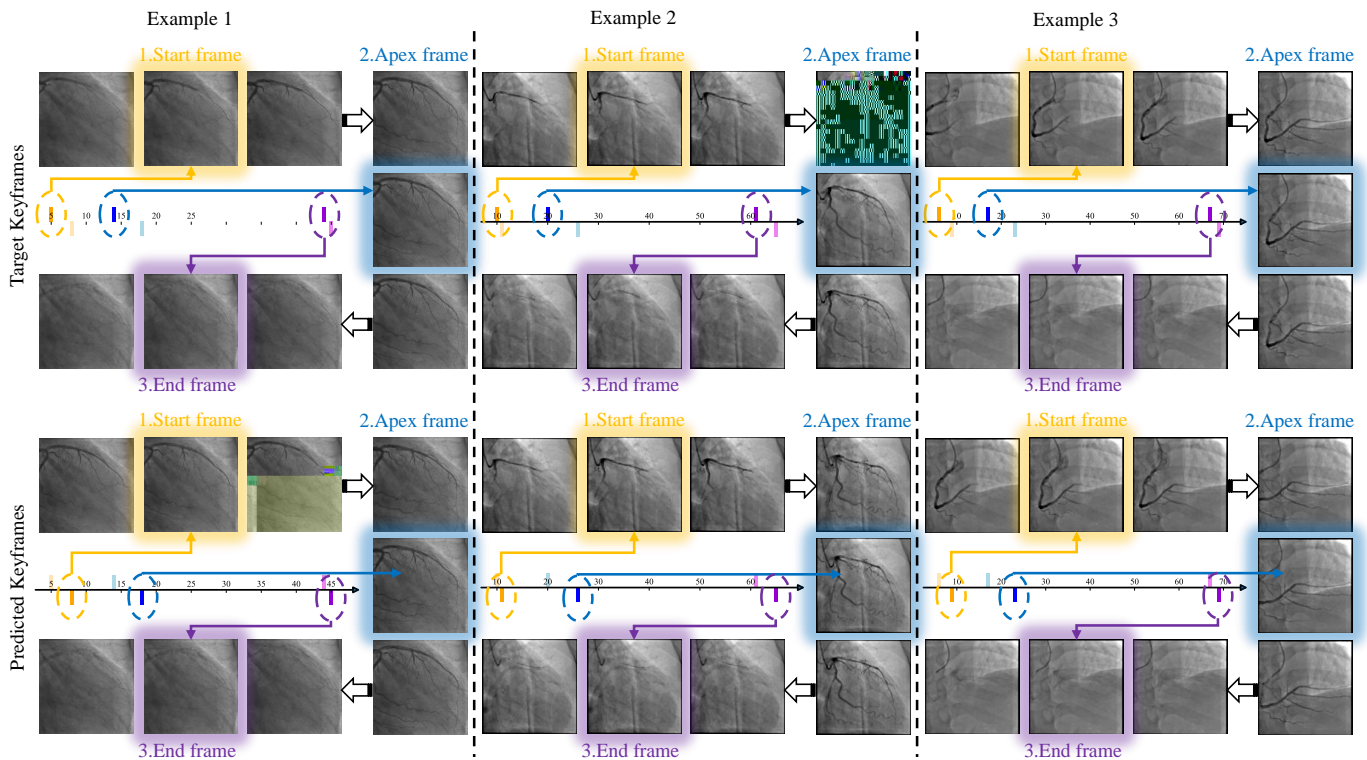 Example 1
Example 2
Example 3
Target Keyframes
1.Start frame
2.Apex frame
1.Start frame
2.Apex frame
1.Start frame
2.Apex frame
5 10 15 20 25
10 20 30 40 50 60
10 20 30 40 50 60 70
3.End frame
3.End frame
3.End frame
Predicted Keyframes
1.Start frame
2.Apex frame
1.Start frame
2.Apex frame
1.Start frame
2.Apex frame
5 10 15 20 25 30 35 40 45
10 20 30 40 50 60
10 20 30 40 50 60 70
3.End frame
3.End frame
3.End frame